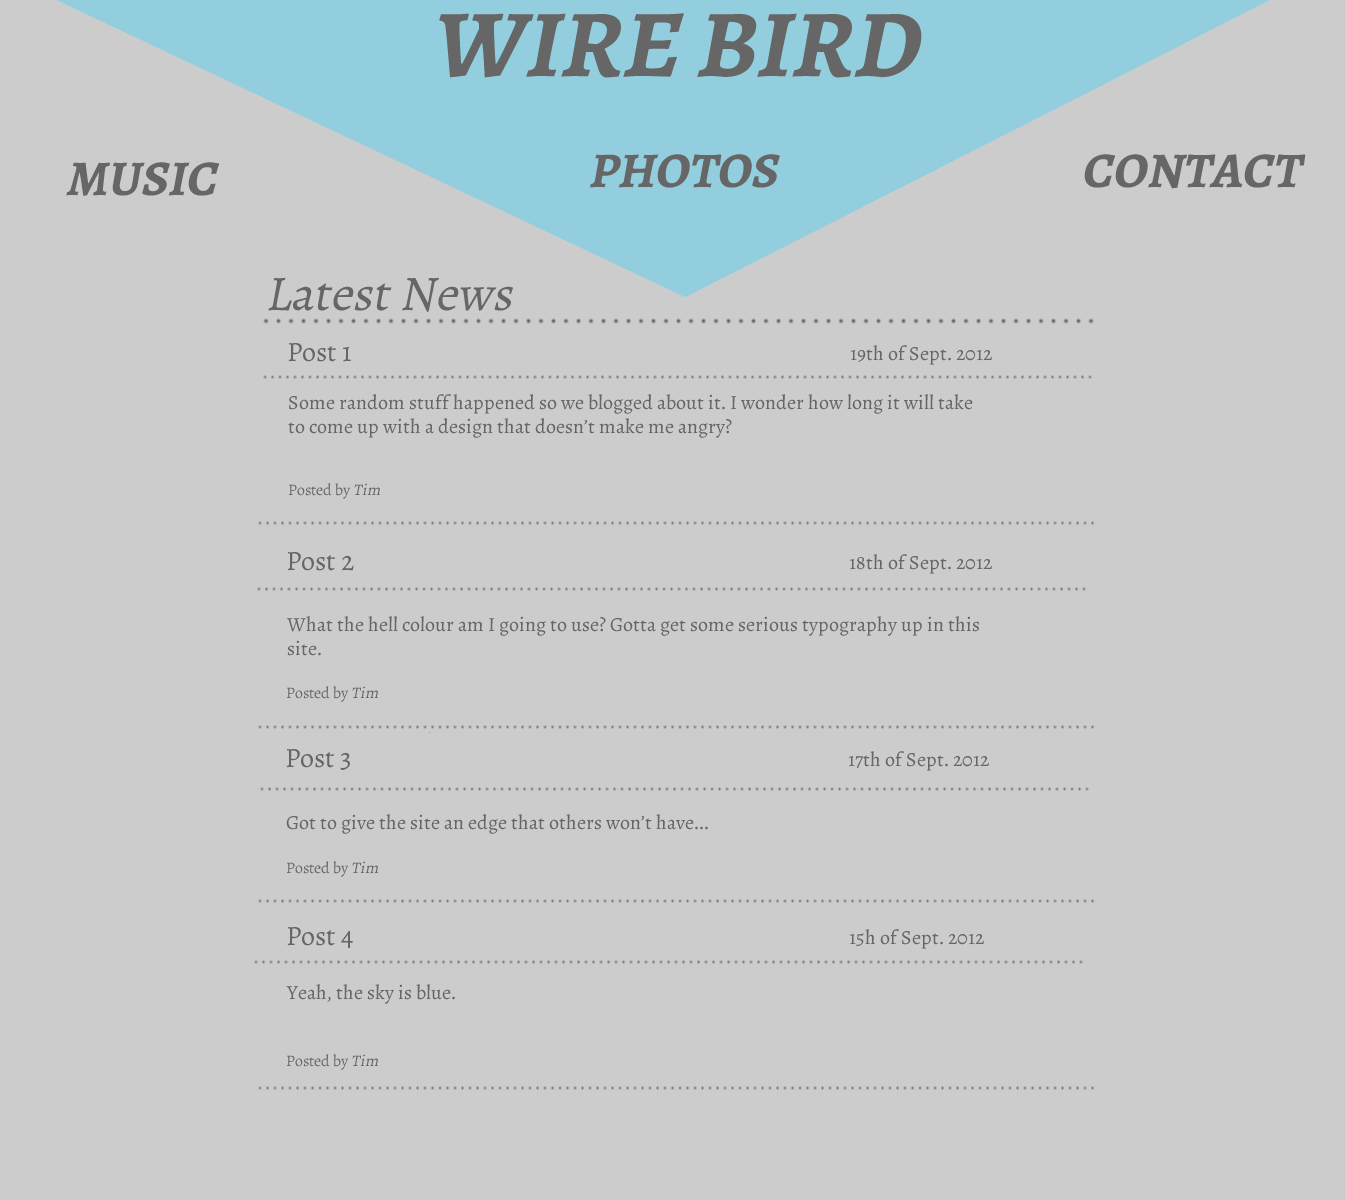 WIRE BIRD
MUSIC
PHOTOS
CONTACT
Latest News
Post 1
19th of Sept. 2012
Some random stuff happened so we blogged about it. I wonder how long it will take
to come up with a design that doesn’t make me angry?
Posted by Tim
Post 2
18th of Sept. 2012
What the hell colour am I going to use? Gotta get some serious typography up in this
site.
Posted by Tim
Post 3
17th of Sept. 2012
Got to give the site an edge that others won’t have...
Posted by Tim
Post 4
15h of Sept. 2012
Yeah, the sky is blue.
Posted by Tim